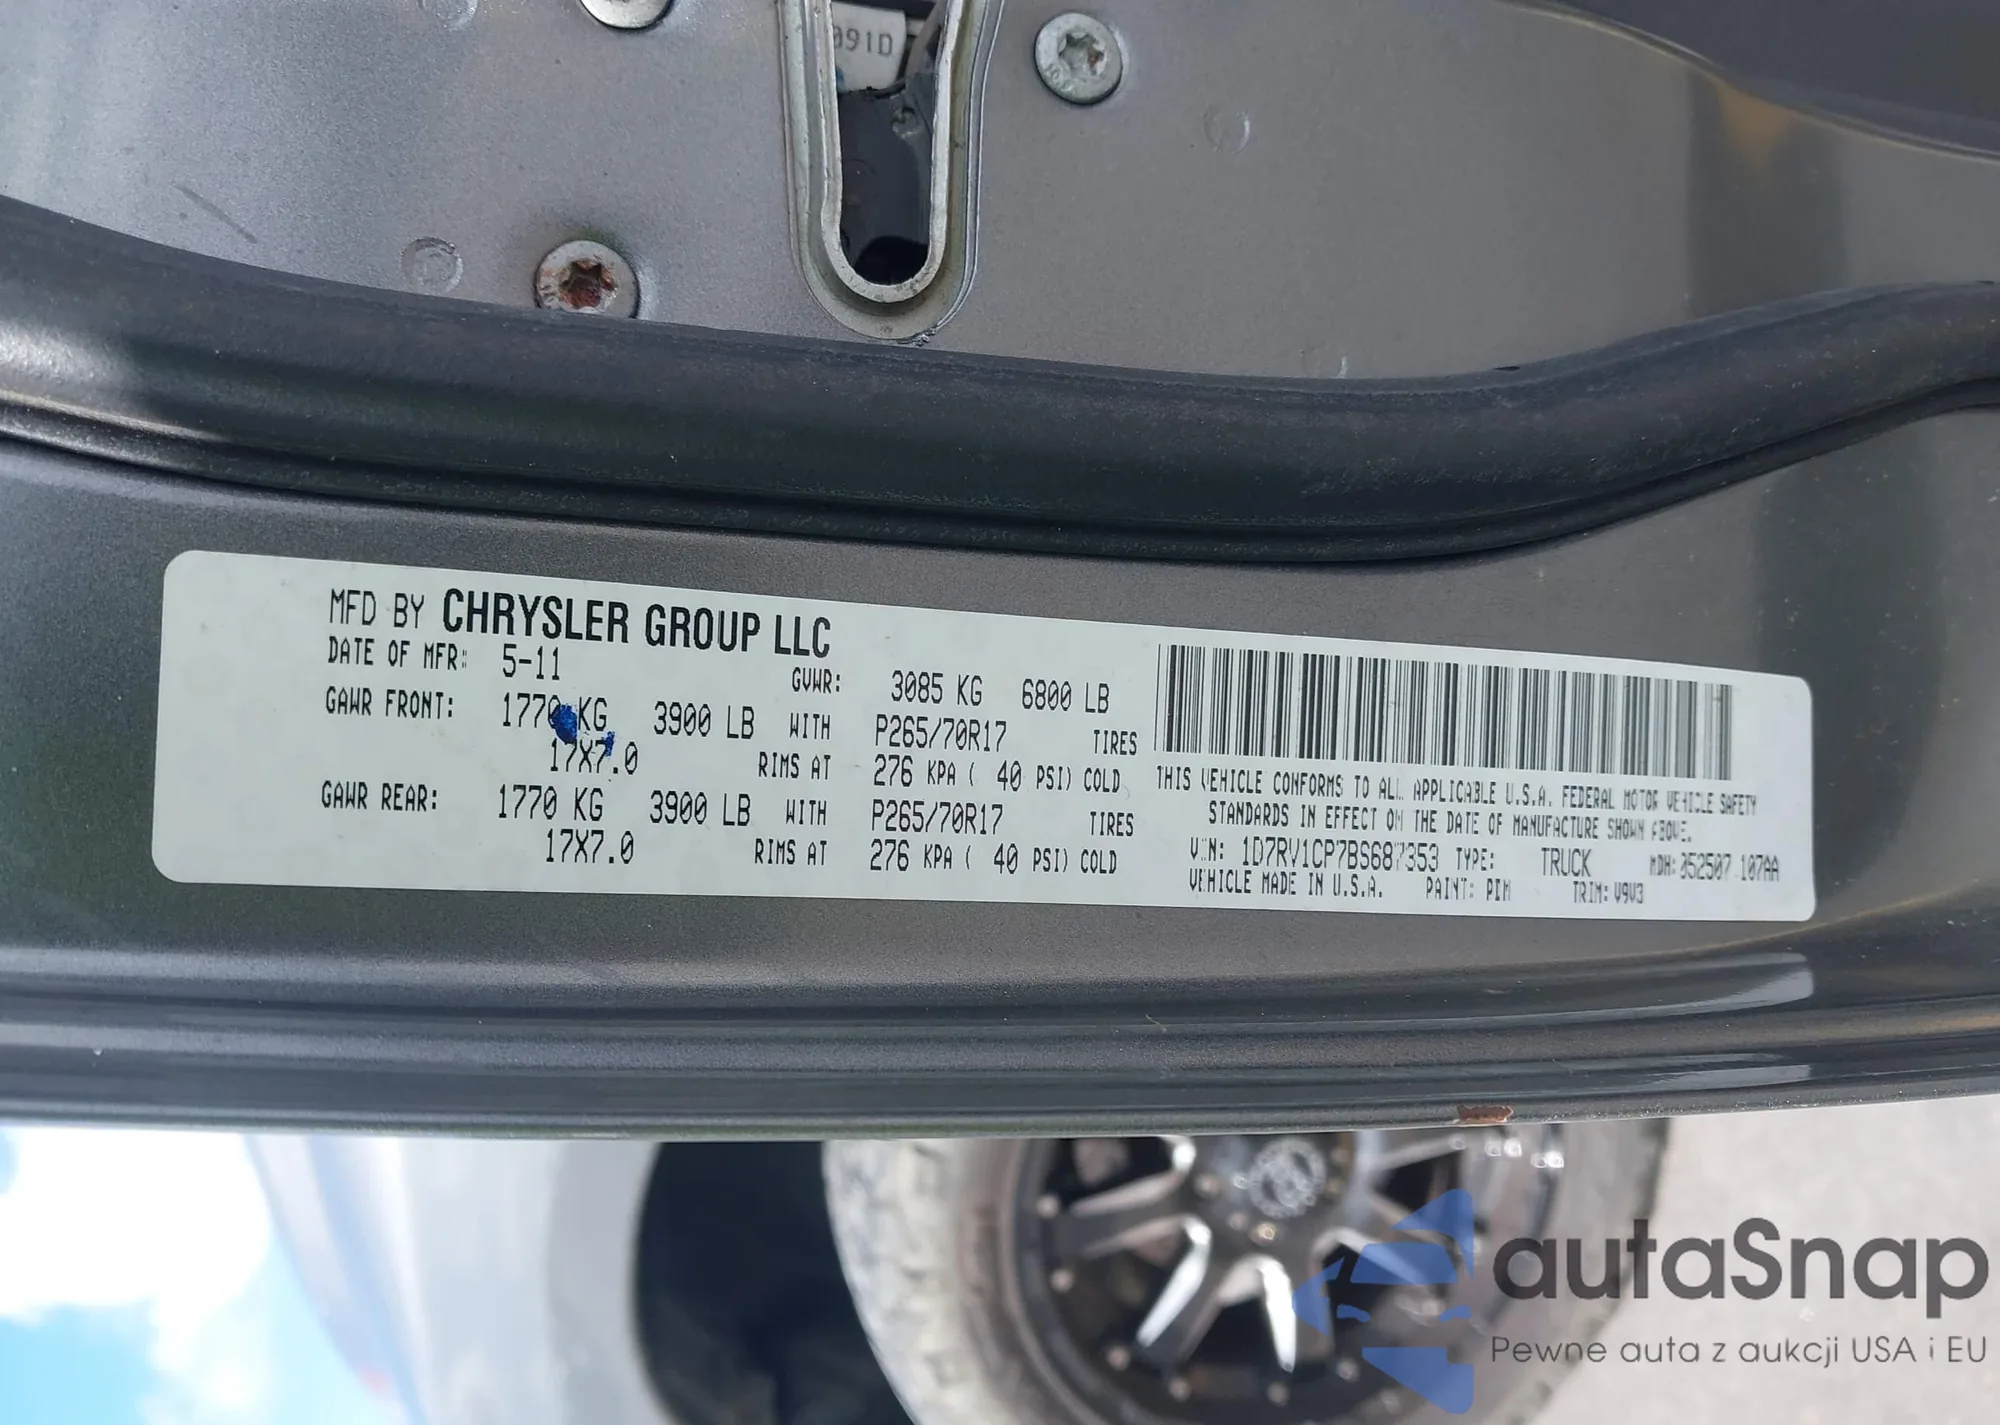 091D
MFD BY CHRYSLER GROUP LLC
DATE OF MFR: 5-11 GVWR: 3085 KG 6800 LB
GAWR FRONT: 1770 KG 3900 LB WITH P265/70R17 TIRES
17X7.0 RIMS AT 276 KPA ( 40 PSI) COLD
GAWR REAR: 1770 KG 3900 LB WITH P265/70R17 TIRES
17X7.0 RIMS AT 276 KPA ( 40 PSI) COLD
THIS VEHICLE CONFORMS TO ALL APPLICABLE U.S.A. FEDERAL MOTOR VEHICLE SAFETY
STANDARDS IN EFFECT ON THE DATE OF MANUFACTURE SHOWN ABOVE.
VIN: 1D7RV1CP7BS687353 TYPE: TRUCK MDH: 052507 107AA
VEHICLE MADE IN U.S.A. PAINT: PIM TRIM: V9V3
autaSnap
Pewne auta z aukcji USA i EU